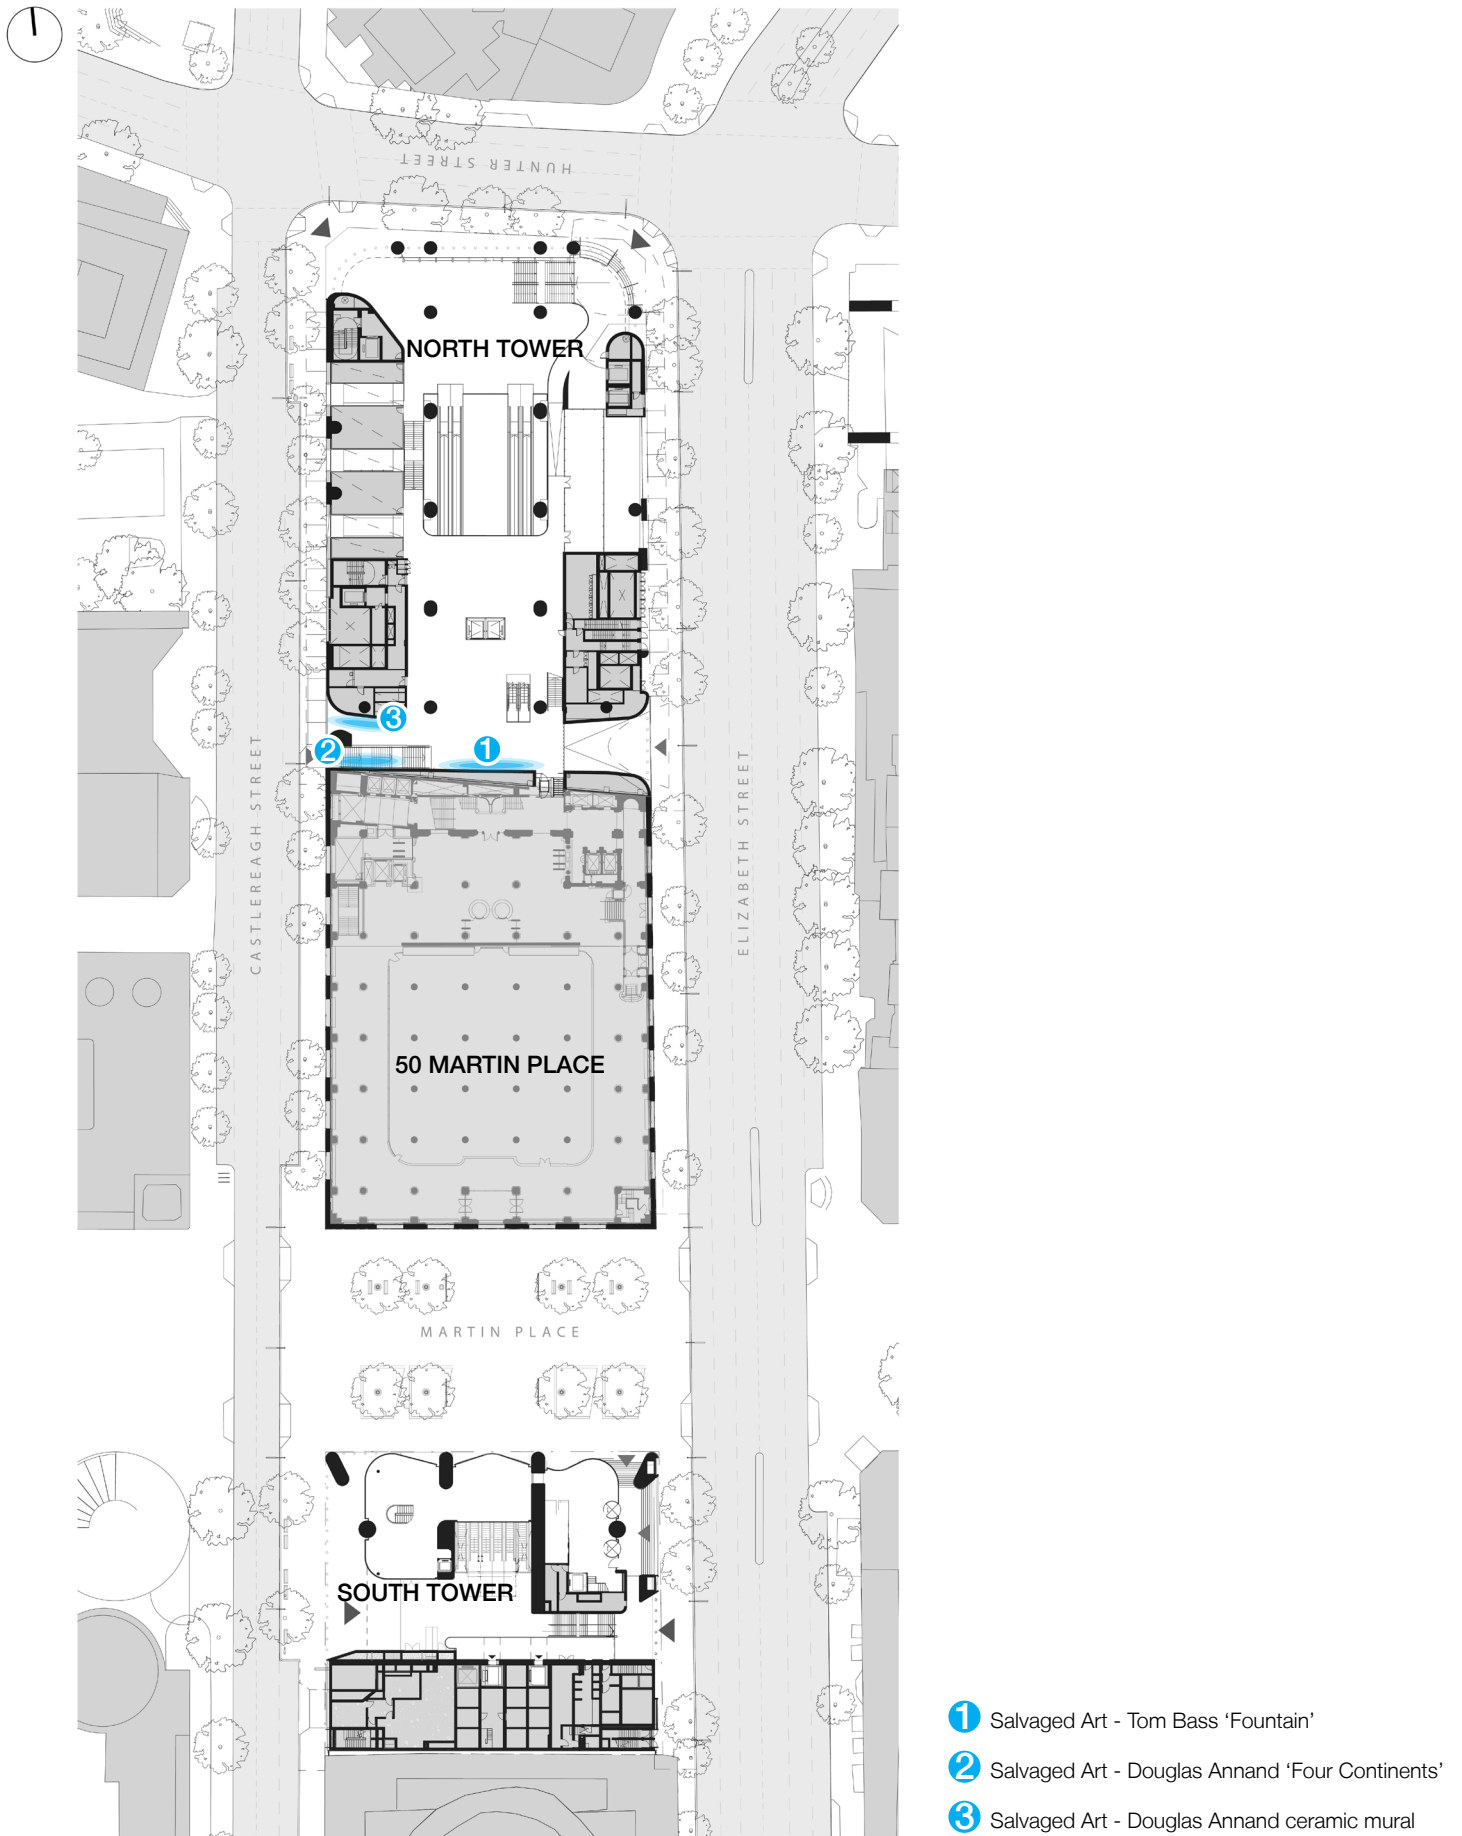 HUNTER STREET
NORTH TOWER
3
2
1
CASTLEREAGH STREET
ELIZABETH STREET
50 MARTIN PLACE
MARTIN PLACE
SOUTH TOWER
1 Salvaged Art - Tom Bass ‘Fountain’
2 Salvaged Art - Douglas Annand ‘Four Continents’
3 Salvaged Art - Douglas Annand ceramic mural